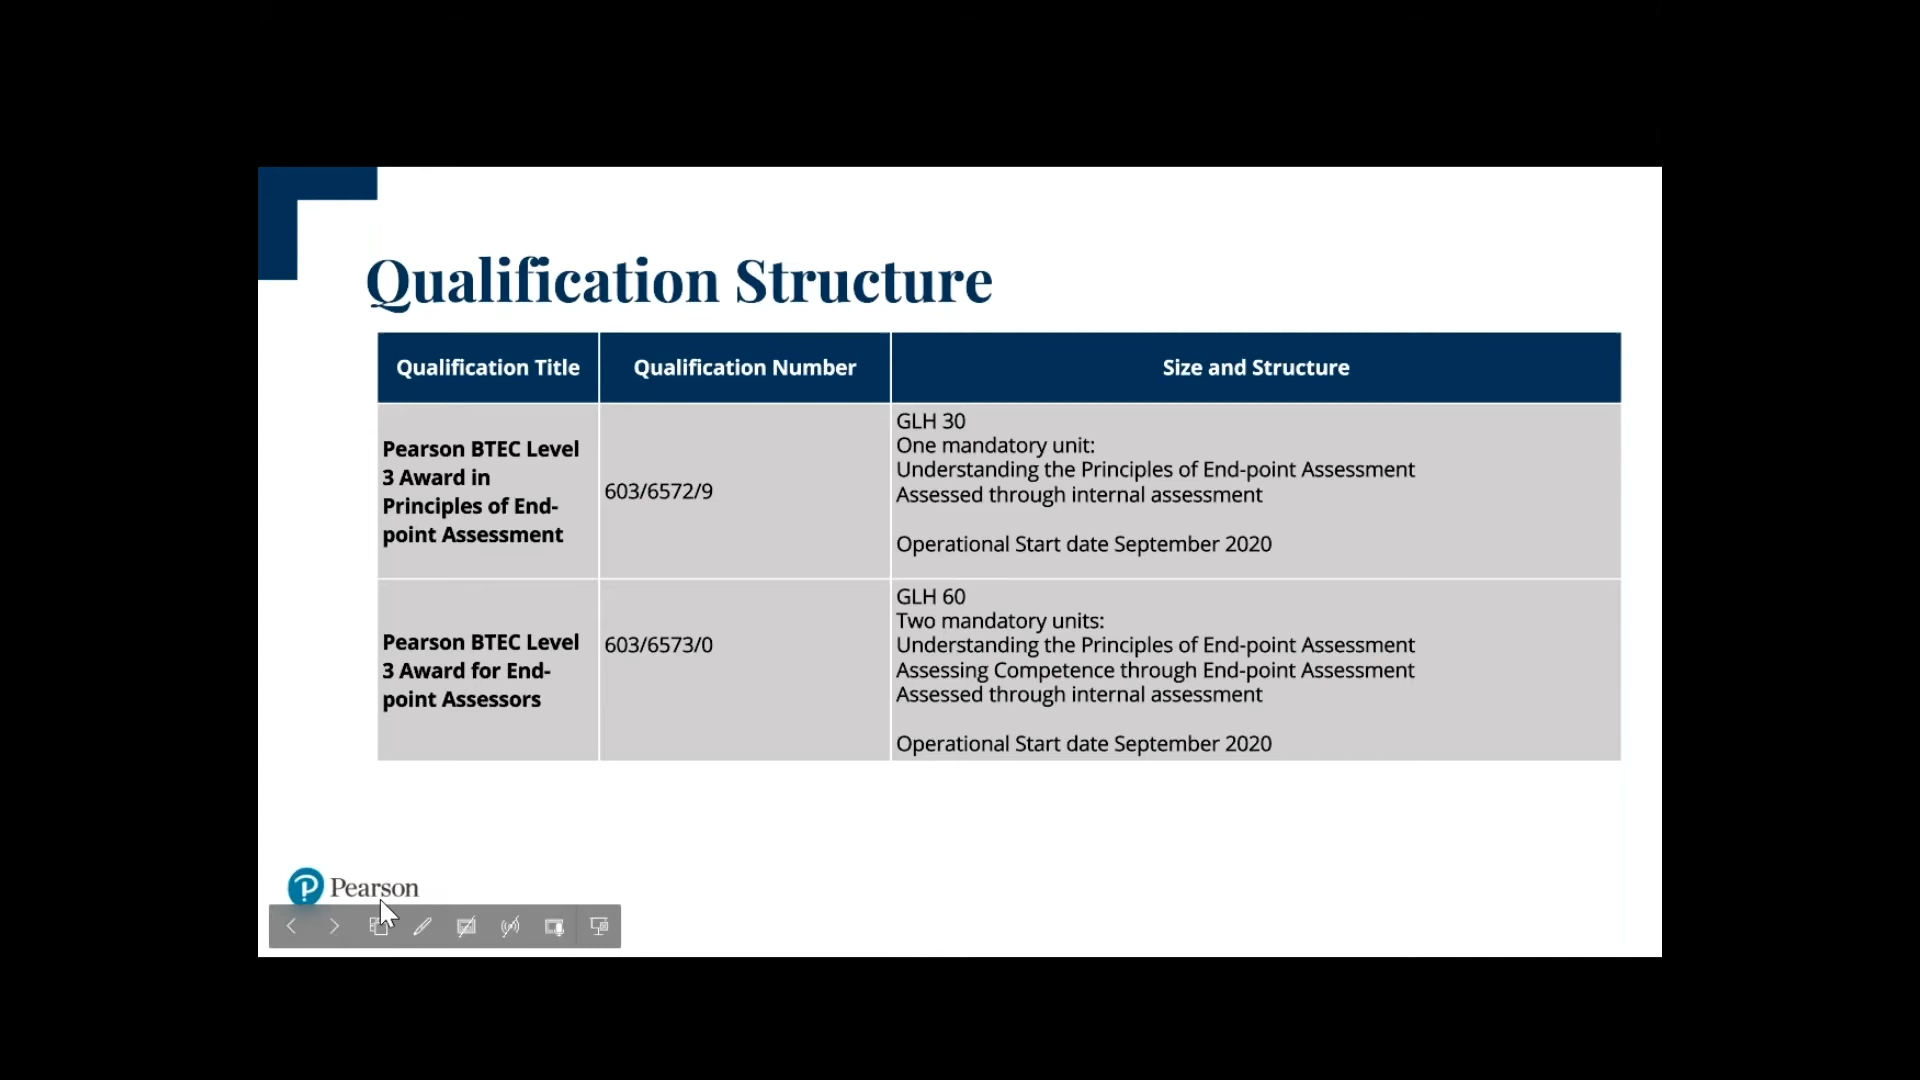 Qualification Structure
Qualification Title
Qualification Number
Size and Structure
Pearson BTEC Level
3 Award in
Principles of End-
point Assessment
603/6572/9
GLH 30
One mandatory unit:
Understanding the Principles of End-point Assessment
Assessed through internal assessment
Operational Start date September 2020
Pearson BTEC Level
3 Award for End-
point Assessors
603/6573/0
GLH 60
Two mandatory units:
Understanding the Principles of End-point Assessment
Assessing Competence through End-point Assessment
Assessed through internal assessment
Operational Start date September 2020
Pearson